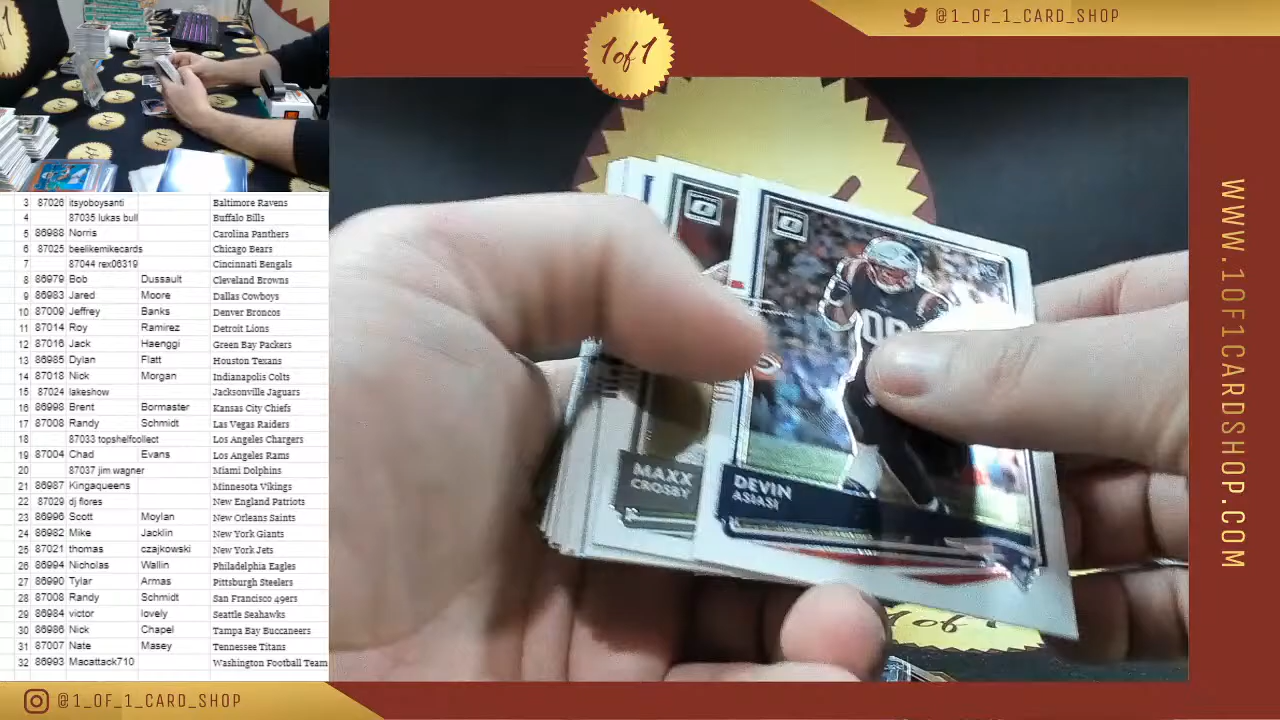 1of1
@1_OF_1_CARD_SHOP
3 87026 itsyoboysanti Baltimore Ravens
4 87035 lukas bull Buffalo Bills
5 86988 Norris Carolina Panthers
6 87025 beelikemikecards Chicago Bears
7 87044 rex06319 Cincinnati Bengals
8 86979 Bob Dussault Cleveland Browns
9 86983 Jared Moore Dallas Cowboys
10 87009 Jeffrey Banks Denver Broncos
11 87014 Roy Ramirez Detroit Lions
12 87016 Jack Haenggi Green Bay Packers
13 86985 Dylan Flatt Houston Texans
14 87018 Nick Morgan Indianapolis Colts
15 87024 lakeshow Jacksonville Jaguars
16 86998 Brent Bormaster Kansas City Chiefs
17 87008 Randy Schmidt Las Vegas Raiders
18 87033 topshelfcollect Los Angeles Chargers
19 87004 Chad Evans Los Angeles Rams
20 87037 jim wagner Miami Dolphins
21 86987 Kingaqueens Minnesota Vikings
22 87029 dj flores New England Patriots
23 86996 Scott Moylan New Orleans Saints
24 86982 Mike Jacklin New York Giants
25 87021 thomas czajkowski New York Jets
26 86994 Nicholas Wallin Philadelphia Eagles
27 86990 Tylar Armas Pittsburgh Steelers
28 87008 Randy Schmidt San Francisco 49ers
29 86984 victor lovely Seattle Seahawks
30 86986 Nick Chapel Tampa Bay Buccaneers
31 87007 Nate Masey Tennessee Titans
32 86993 Macattack710 Washington Football Team
MAXX
CROSBY
DEVIN
ASIASI
1 of 1
WWW.1OF1CARDSHOP.COM
@1_OF_1_CARD_SHOP